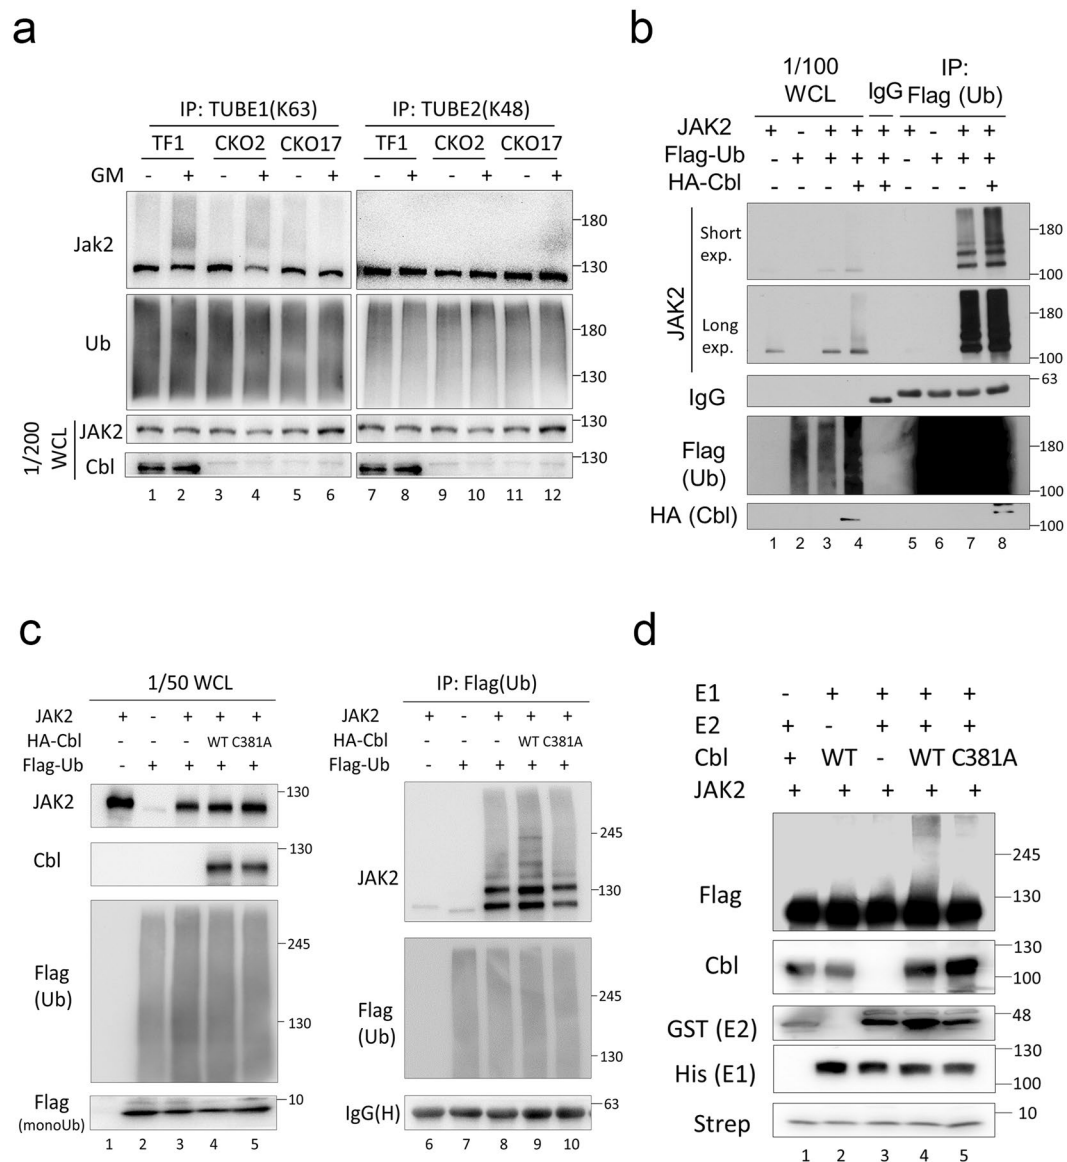 a
IP: TUBE1(K63) IP: TUBE2(K48)
TF1 CKO2 CKO17 TF1 CKO2 CKO17
GM - + - + - + - + - + - +
Jak2
180
130
Ub
180
130
1/200 WCL
JAK2
130
Cbl
130
1 2 3 4 5 6 7 8 9 10 11 12
b
1/100 WCL IgG IP: Flag (Ub)
JAK2 + - + + + + - + +
Flag-Ub - + + + + - + + +
HA-Cbl - - - + + - - - +
JAK2
Short exp.
180
100
Long exp.
180
100
IgG
63
Flag (Ub)
180
100
HA (Cbl)
100
1 2 3 4 5 6 7 8
c
1/50 WCL
JAK2 + - + + +
HA-Cbl - - - WT C381A
Flag-Ub - + + + +
JAK2
130
Cbl
130
Flag (Ub)
245
130
Flag (monoUb)
10
1 2 3 4 5
IP: Flag(Ub)
JAK2 + - + + +
HA-Cbl - - - WT C381A
Flag-Ub - + + + +
JAK2
245
130
Flag (Ub)
245
130
IgG(H)
63
6 7 8 9 10
d
E1 - + + + +
E2 + - + + +
Cbl + WT - WT C381A
JAK2 + + + + +
Flag
245
130
Cbl
130
100
GST (E2)
48
His (E1)
130
100
Strep
10
1 2 3 4 5